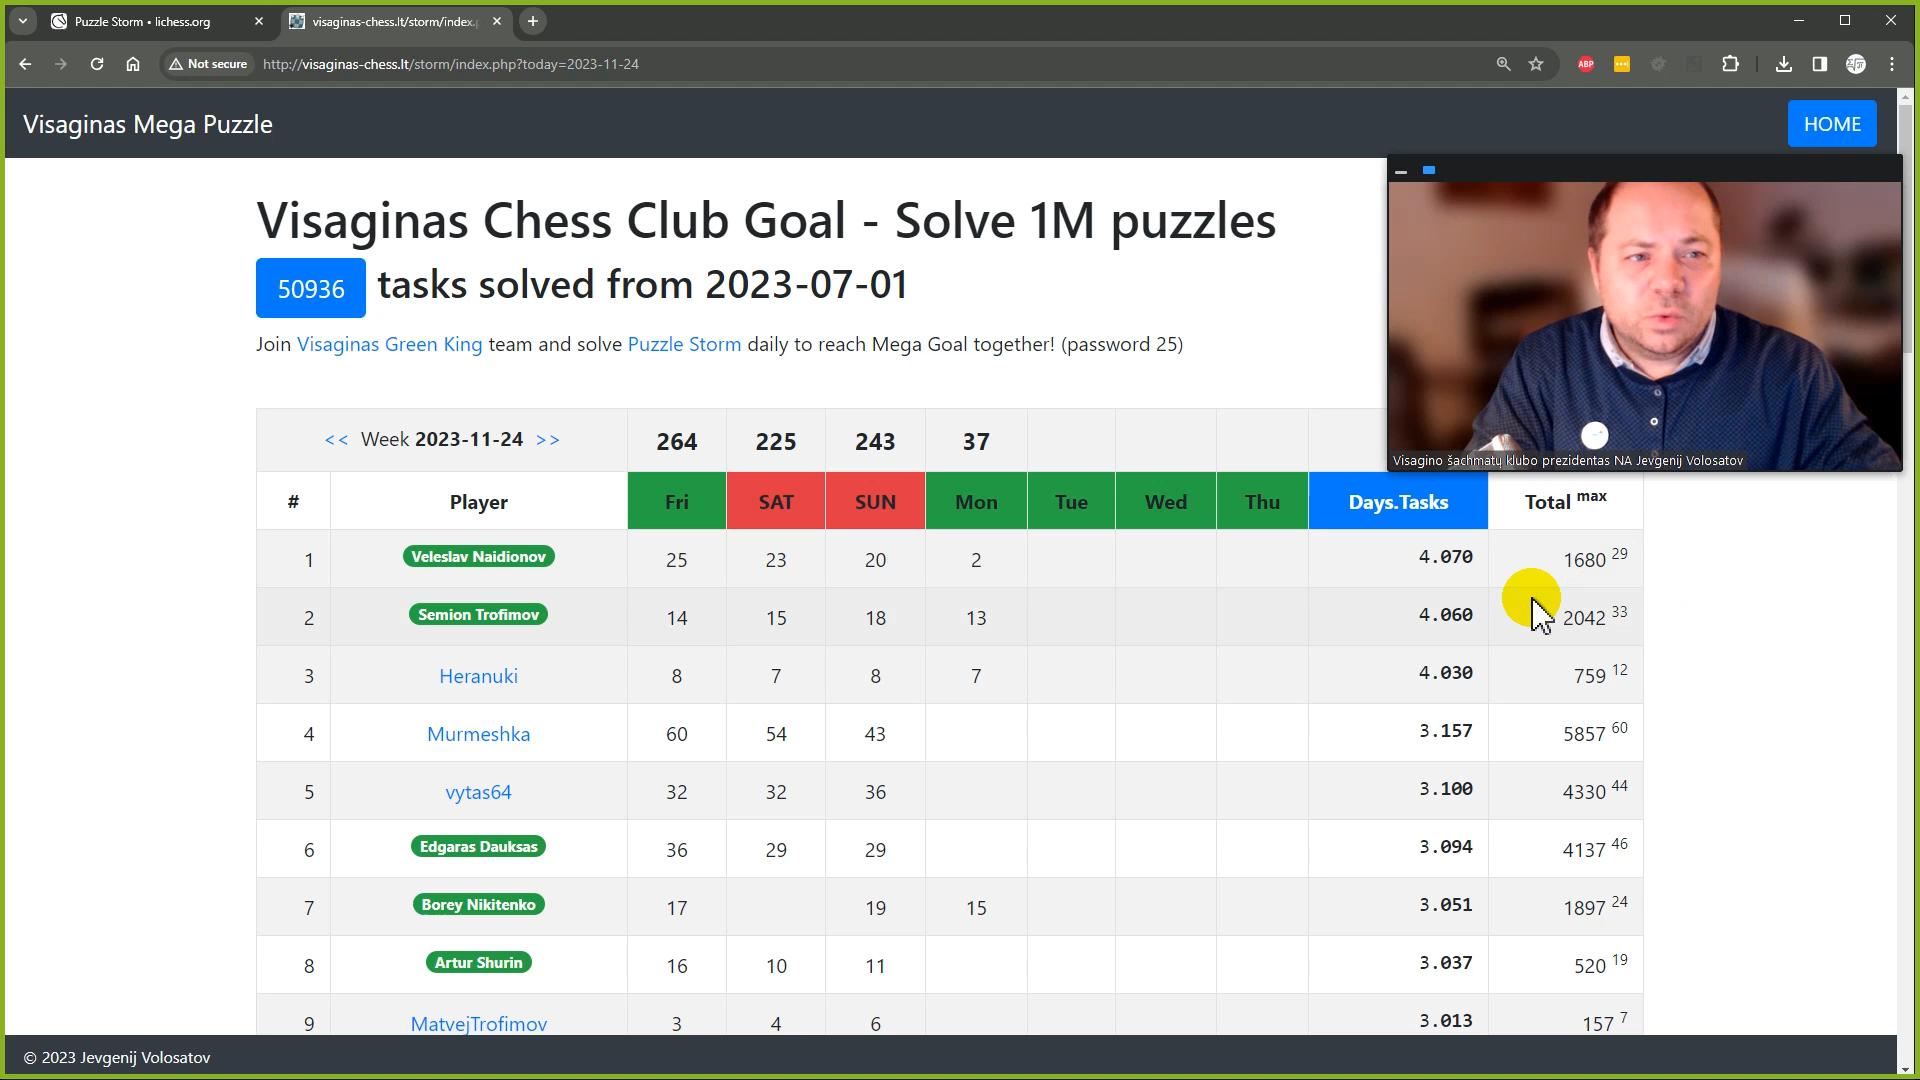 Puzzle Storm • lichess.org
visaginas-chess.lt/storm/index.p
Not secure
http://visaginas-chess.lt/storm/index.php?today=2023-11-24
ABP
Visaginas Mega Puzzle
HOME
Visaginas Chess Club Goal - Solve 1M puzzles
50936 tasks solved from 2023-07-01
Join Visaginas Green King team and solve Puzzle Storm daily to reach Mega Goal together! (password 25)
Visagino šachmatų klubo prezidentas NA Jevgenij Volosatov
<< Week 2023-11-24 >> 264 225 243 37
# Player Fri SAT SUN Mon Tue Wed Thu Days.Tasks Total max
1 Veleslav Naidionov 25 23 20 2 4.070 1680 29
2 Semion Trofimov 14 15 18 13 4.060 2042 33
3 Heranuki 8 7 8 7 4.030 759 12
4 Murmeshka 60 54 43 3.157 5857 60
5 vytas64 32 32 36 3.100 4330 44
6 Edgaras Dauksas 36 29 29 3.094 4137 46
7 Borey Nikitenko 17 19 15 3.051 1897 24
8 Artur Shurin 16 10 11 3.037 520 19
9 MatvejTrofimov 3 4 6 3.013 157 7
© 2023 Jevgenij Volosatov